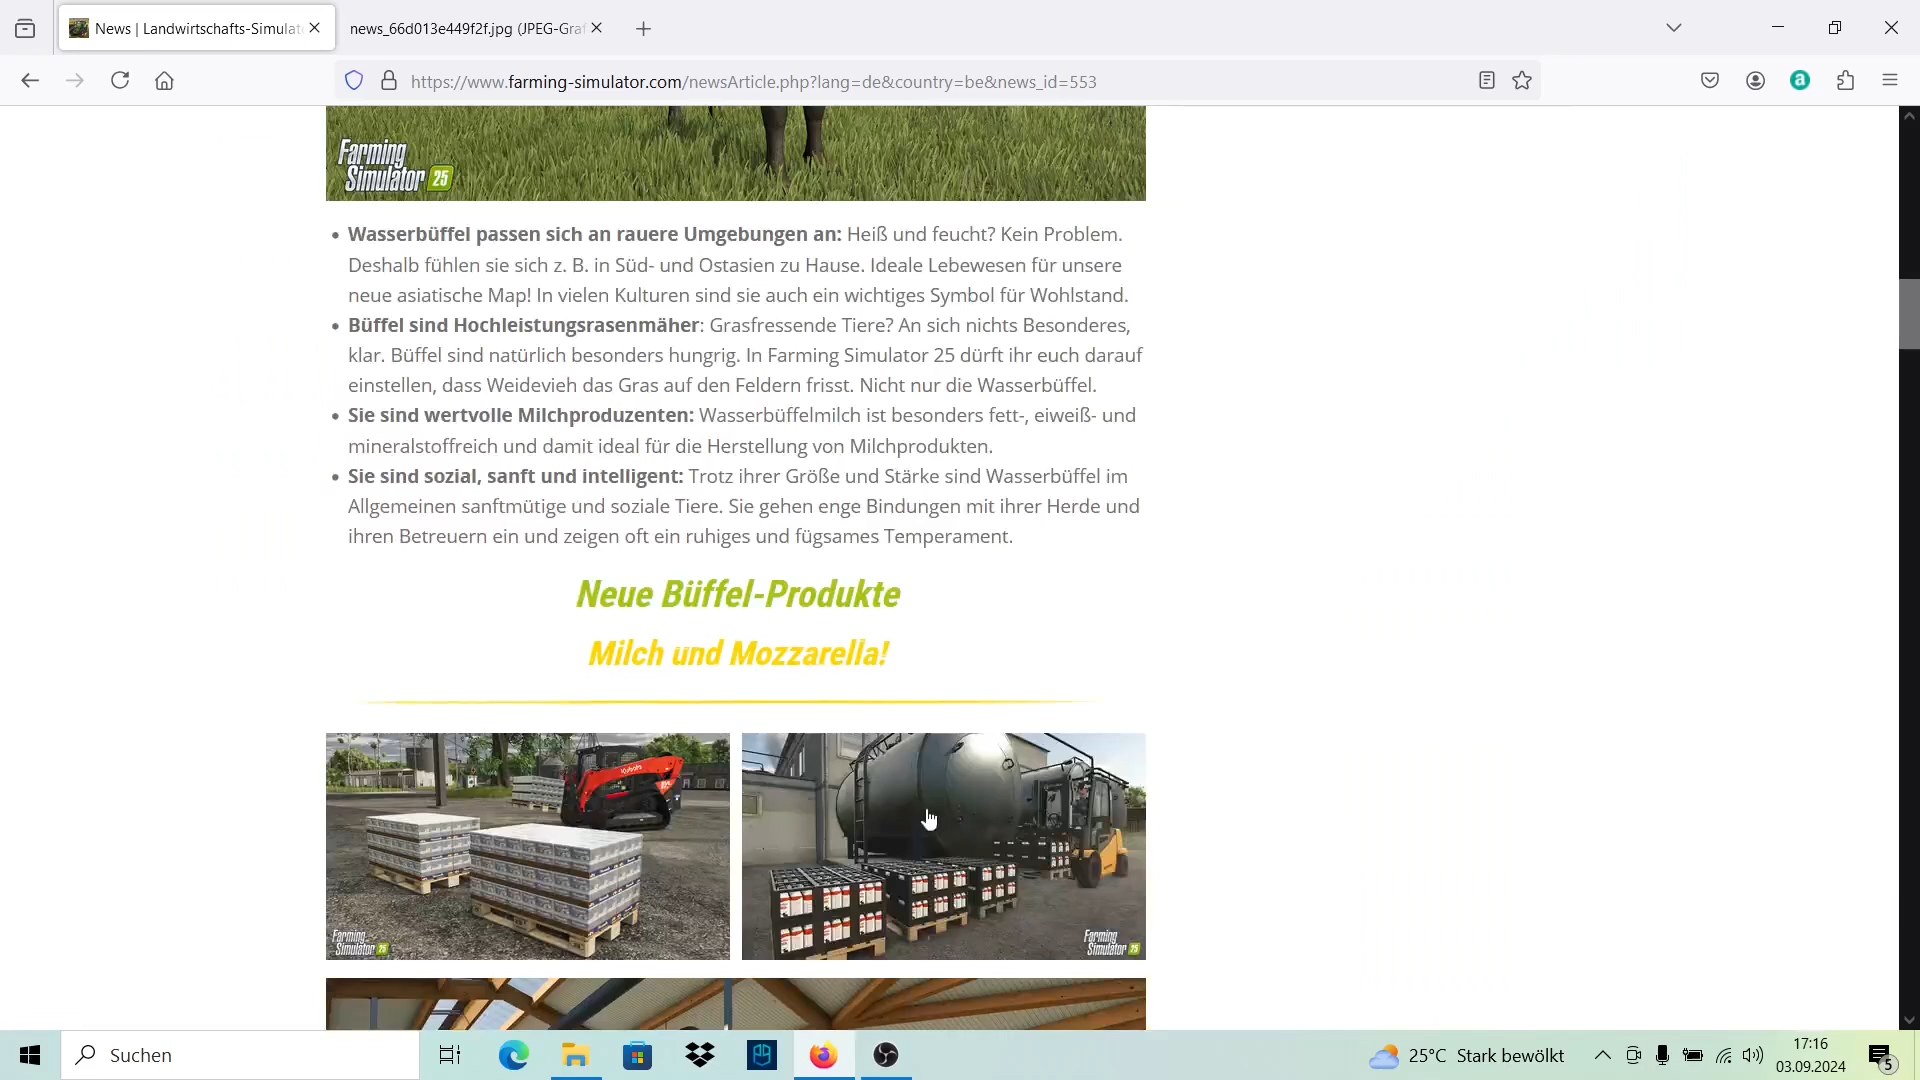 News | Landwirtschafts-Simulat
news_66d013e449f2f.jpg (JPEG-Gra
https://www.farming-simulator.com/newsArticle.php?lang=de&country=be&news_id=553
a
Farming
Simulator 25
• Wasserbüffel passen sich an rauere Umgebungen an: Heiß und feucht? Kein Problem.
Deshalb fühlen sie sich z. B. in Süd- und Ostasien zu Hause. Ideale Lebewesen für unsere
neue asiatische Map! In vielen Kulturen sind sie auch ein wichtiges Symbol für Wohlstand.
• Büffel sind Hochleistungsrasenmäher: Grasfressende Tiere? An sich nichts Besonderes,
klar. Büffel sind natürlich besonders hungrig. In Farming Simulator 25 dürft ihr euch darauf
einstellen, dass Weidevieh das Gras auf den Feldern frisst. Nicht nur die Wasserbüffel.
• Sie sind wertvolle Milchproduzenten: Wasserbüffelmilch ist besonders fett-, eiweiß- und
mineralstoffreich und damit ideal für die Herstellung von Milchprodukten.
• Sie sind sozial, sanft und intelligent: Trotz ihrer Größe und Stärke sind Wasserbüffel im
Allgemeinen sanftmütige und soziale Tiere. Sie gehen enge Bindungen mit ihrer Herde und
ihren Betreuern ein und zeigen oft ein ruhiges und fügsames Temperament.
Neue Büffel-Produkte
Milch und Mozzarella!
Kubota
Farming
Simulator 25
Farming
Simulator 25
Suchen
25°C Stark bewölkt
17:16
03.09.2024
5